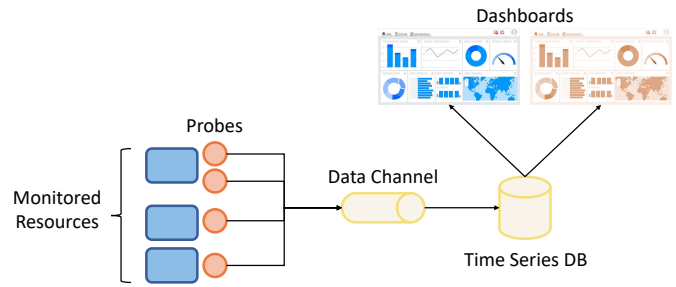 Dashboards
Probes
Monitored
Resources
Data Channel
Time Series DB